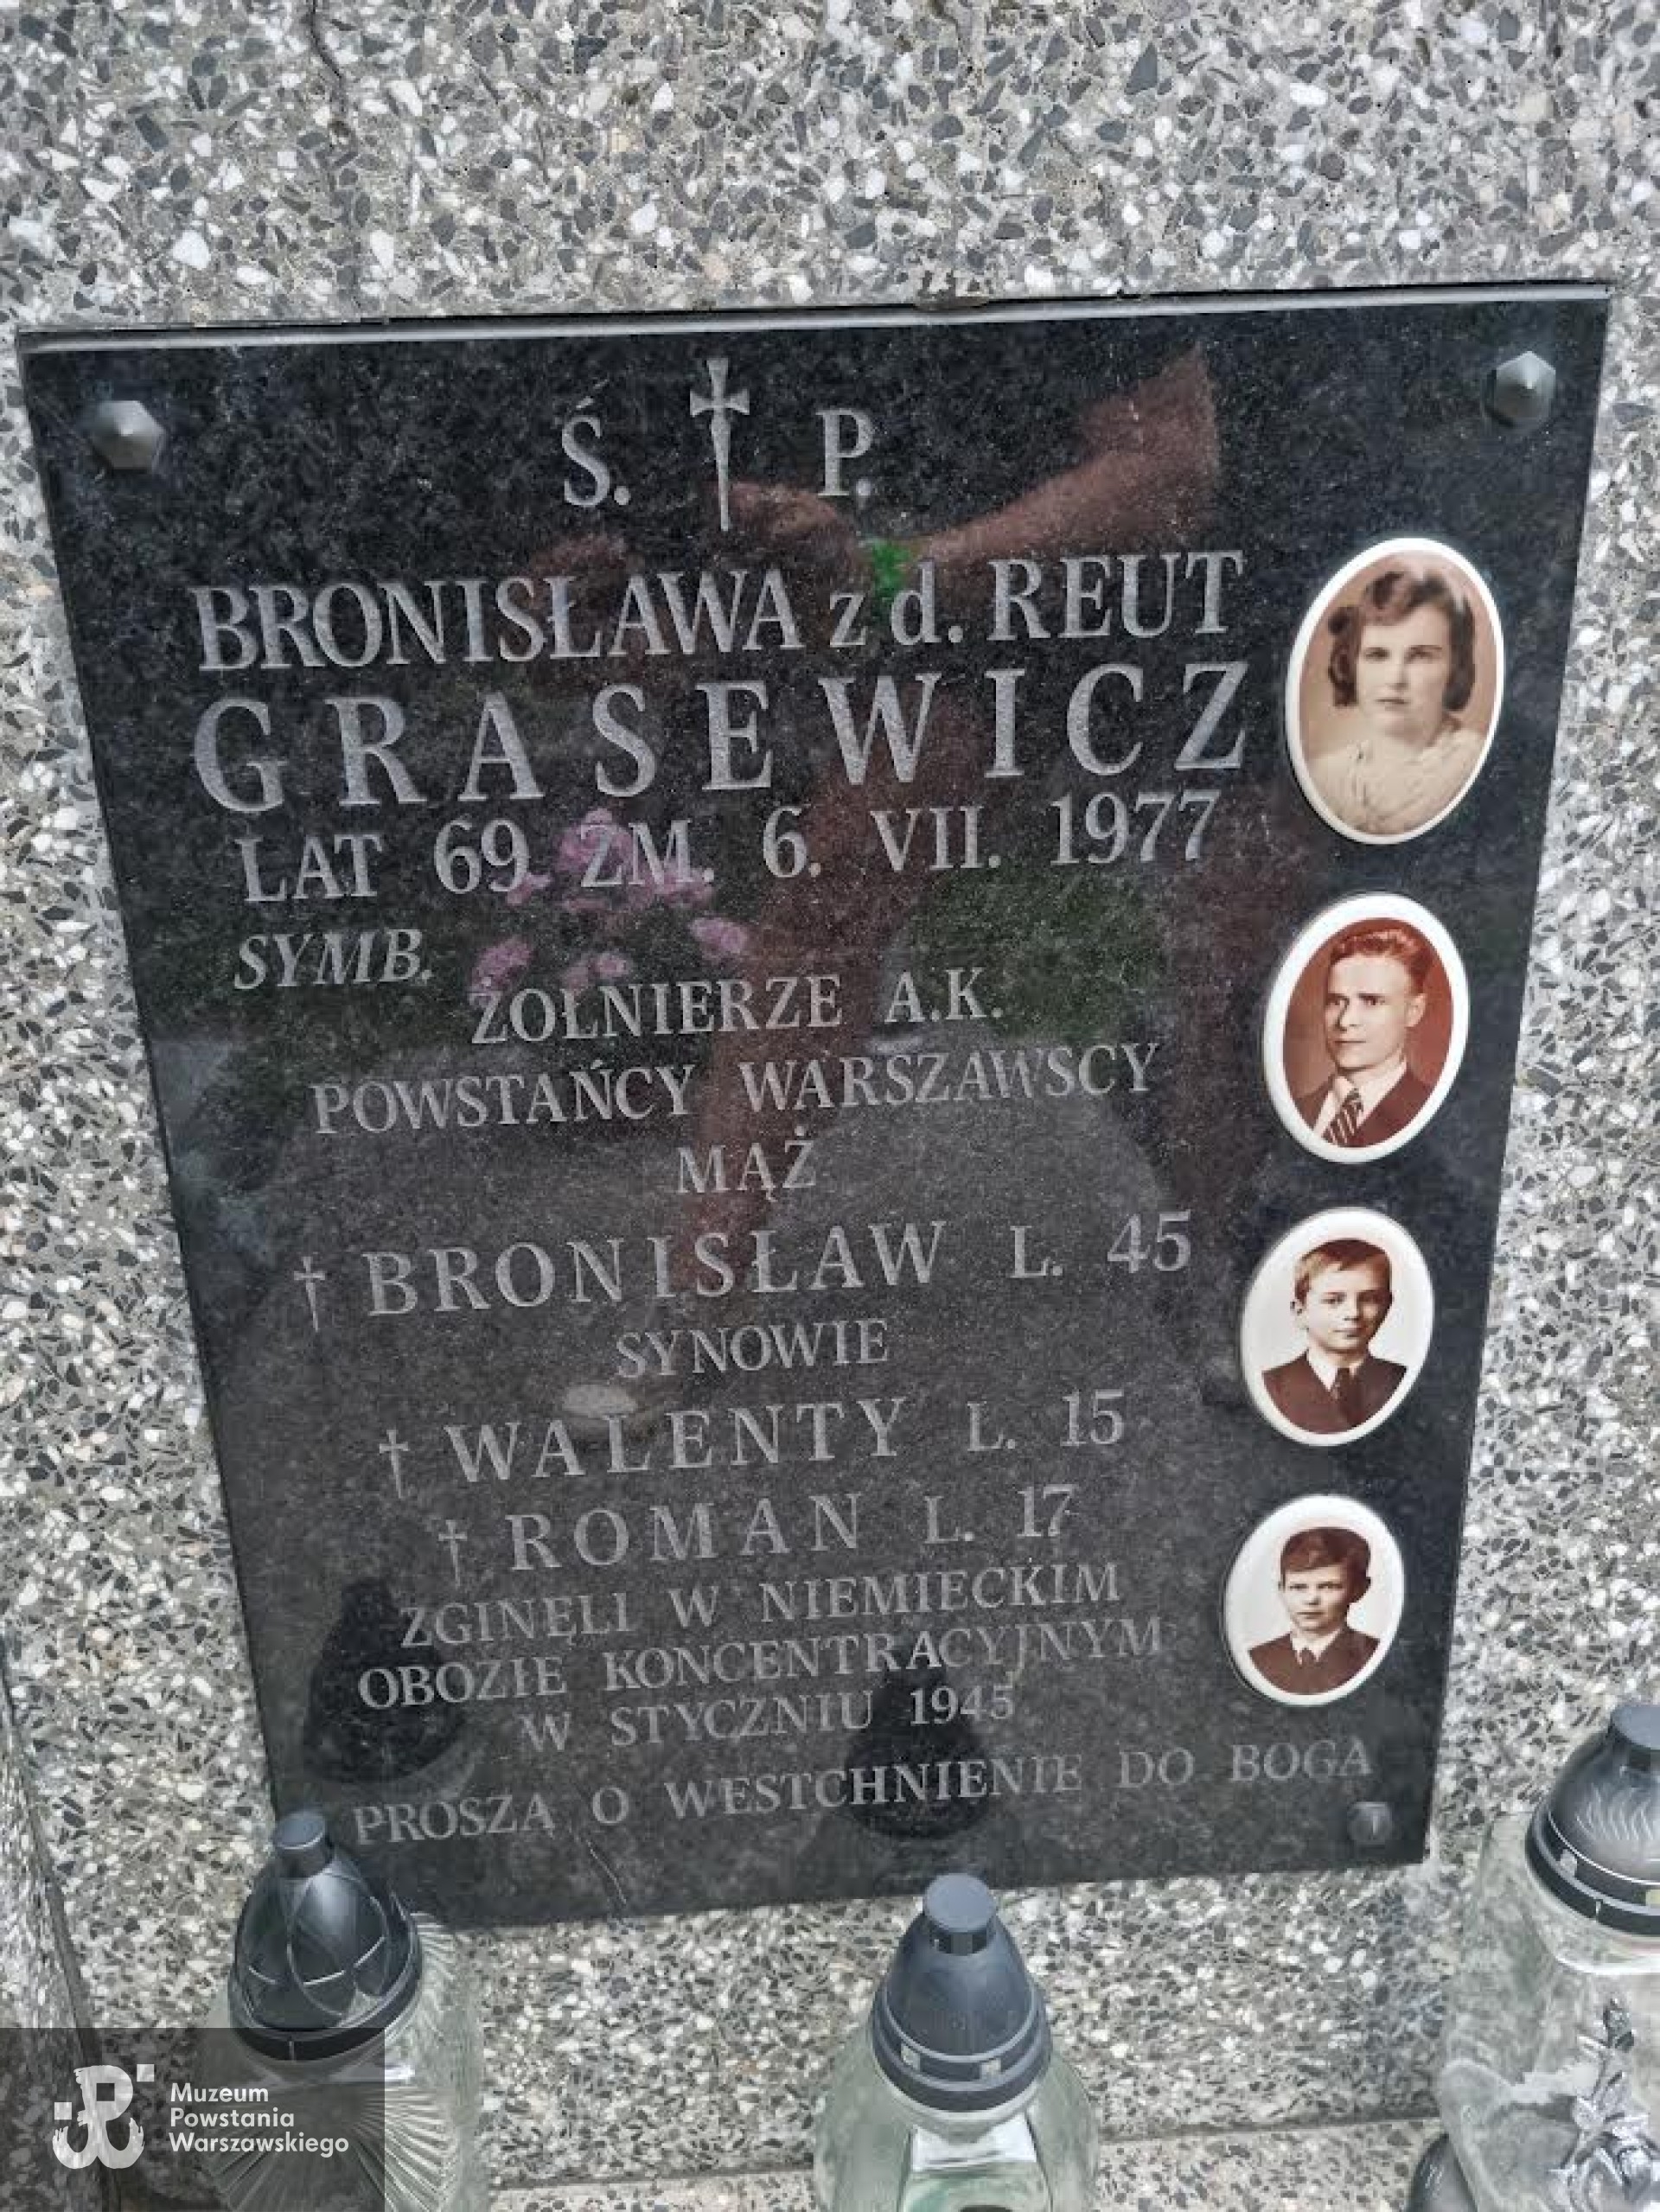 Ś. † P.
BRONISŁAWA z d. REUT
GRASEWICZ
LAT 69 ZM. 6. VII. 1977
SYMB.
ŻOŁNIERZE A.K.
POWSTAŃCY WARSZAWSCY
MĄŻ
† BRONISŁAW L. 45
SYNOWIE
† WALENTY L. 15
† ROMAN L. 17
ZGINĘLI W NIEMIECKIM
OBOZIE KONCENTRACYJNYM
W STYCZNIU 1945
PROSZĄ O WESTCHNIENIE DO BOGA
Muzeum
Powstania
Warszawskiego